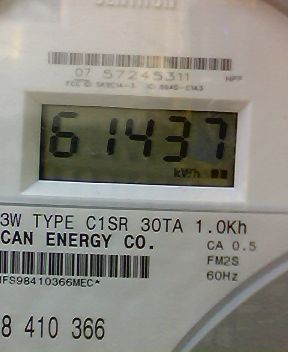 07 57245311
61437
kWh
3W TYPE C1SR 30TA 1.0Kh
CAN ENERGY CO.
CA 0.5
FM2S
60Hz
IFS98410366MEC*
8 410 366